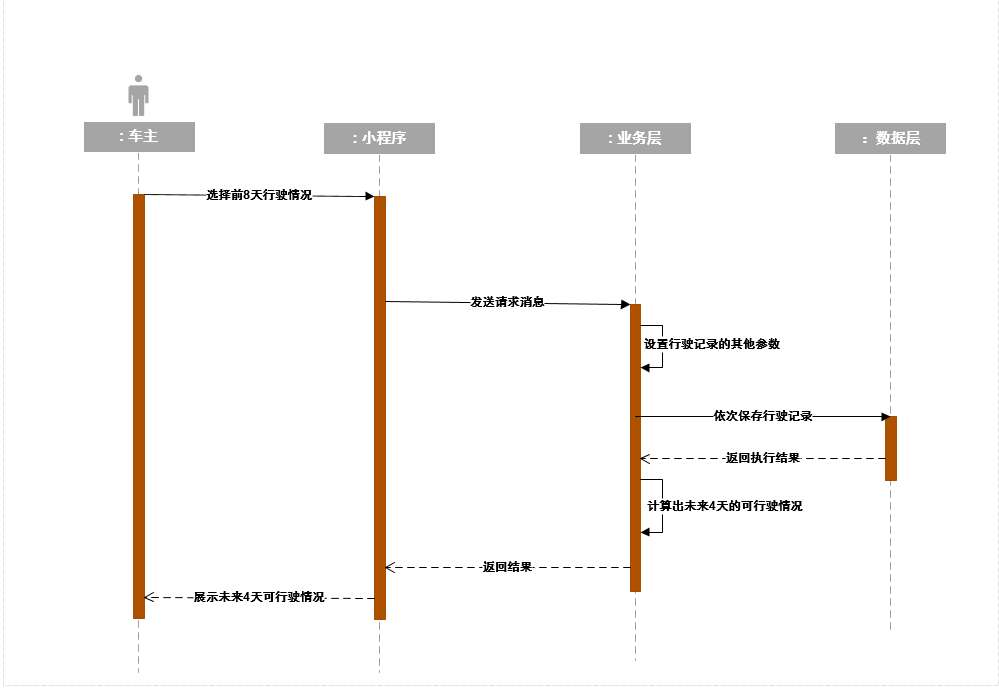 : 车主
: 小程序
: 业务层
: 数据层
选择前8天行驶情况
发送请求消息
设置行驶记录的其他参数
依次保存行驶记录
返回执行结果
计算出未来4天的可行驶情况
返回结果
展示未来4天可行驶情况